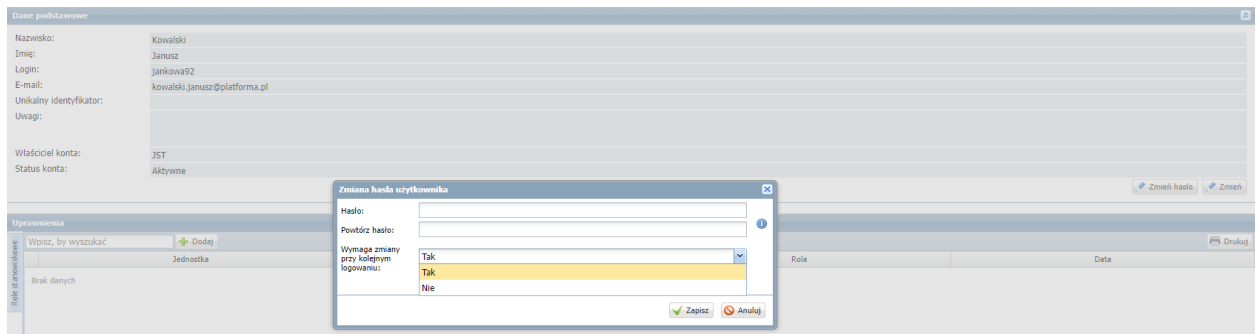 Dane podstawowe
Nazwisko: Kowalski
Imię: Janusz
Login: jankowa92
E-mail: kowalski.janusz@platforma.pl
Unikalny identyfikator:
Uwagi:
Właściciel konta: JST
Status konta: Aktywne
Zmień hasło Zmień
Zmiana hasła użytkownika
Hasło:
Powtórz hasło:
Wymaga zmiany
przy kolejnym
logowaniu:
Tak
Tak
Nie
Zapisz Anuluj
Uprawnienia
Role stanowiskowe
Wpisz, by wyszukać Dodaj Drukuj
Jednostka Rola Data
Brak danych